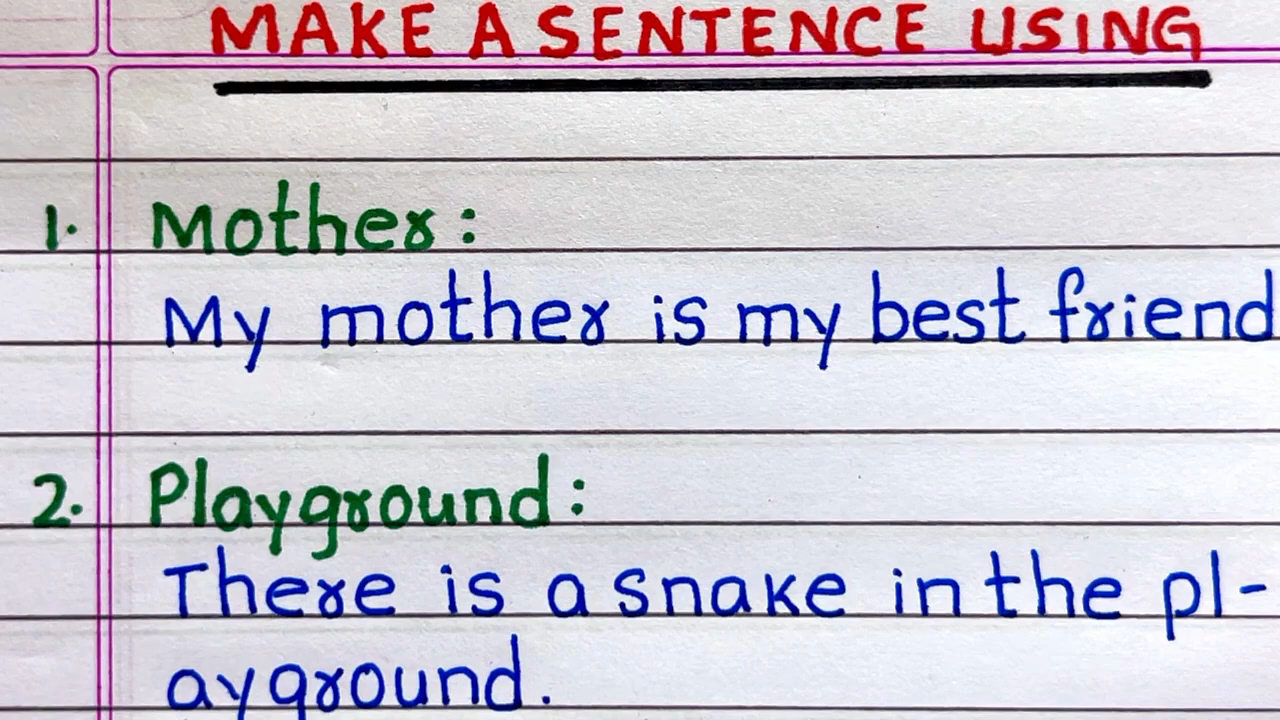 MAKE A SENTENCE USING
1. Mother:
My mother is my best friend
2. Playground:
There is a snake in the pl-
ayground.